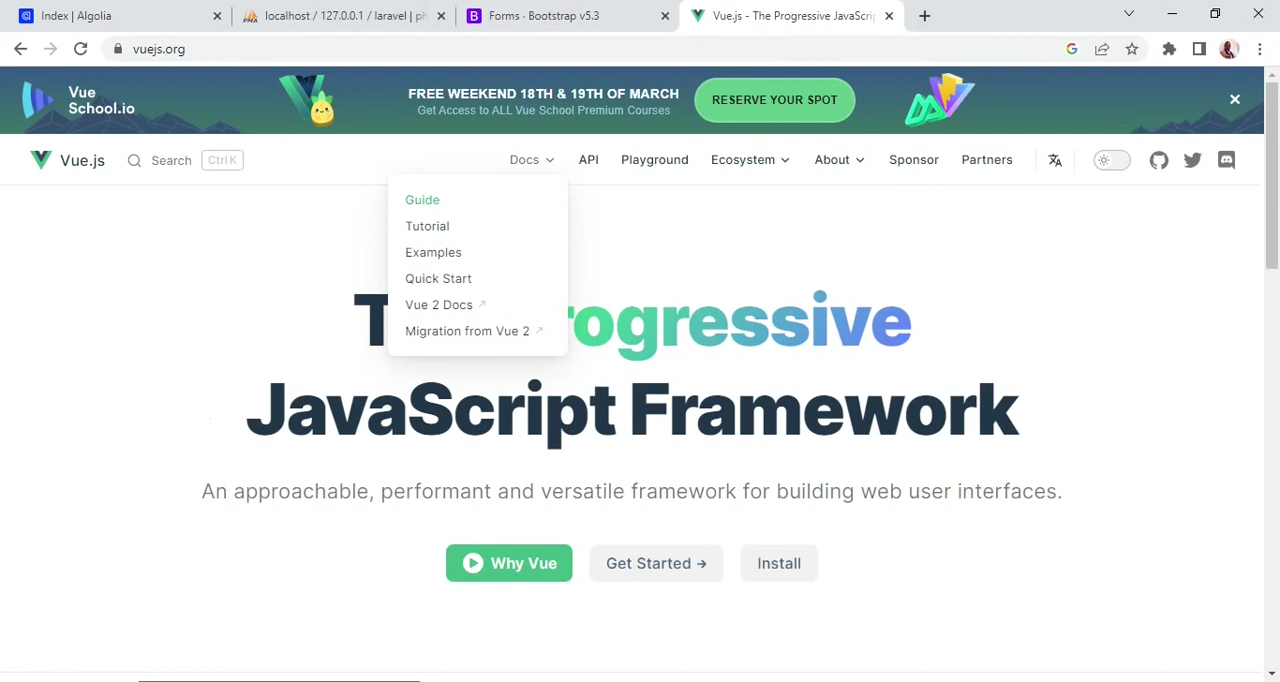 Index | Algolia
localhost / 127.0.0.1 / laravel | ph
Forms · Bootstrap v5.3
Vue.js - The Progressive JavaScrip
vuejs.org
Vue
School.io
FREE WEEKEND 18TH & 19TH OF MARCH
Get Access to ALL Vue School Premium Courses
RESERVE YOUR SPOT
Vue.js
Search
Ctrl K
Docs
API
Playground
Ecosystem
About
Sponsor
Partners
Guide
Tutorial
Examples
Quick Start
Vue 2 Docs ↗
Migration from Vue 2 ↗
rogressive
JavaScript Framework
An approachable, performant and versatile framework for building web user interfaces.
Why Vue
Get Started →
Install